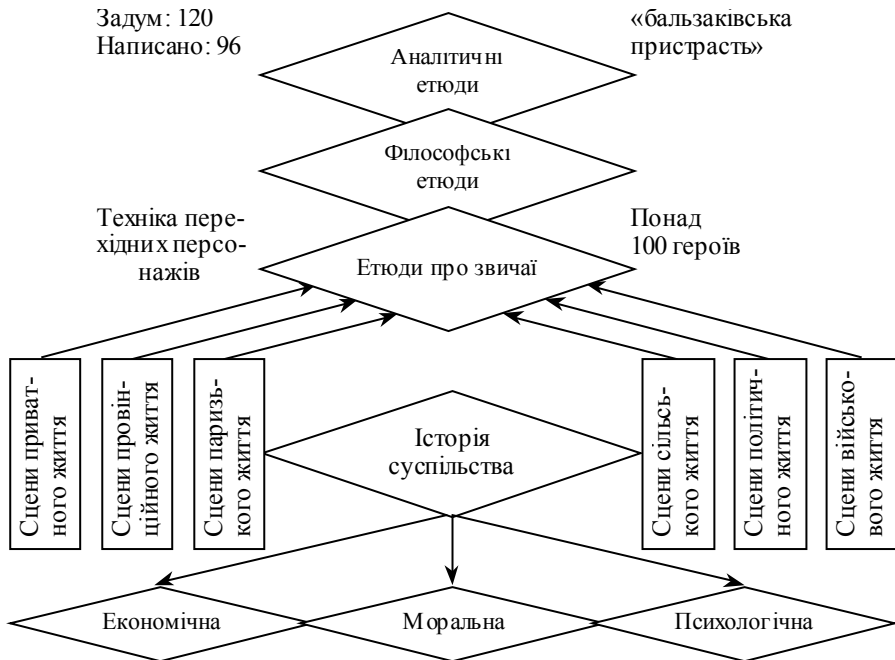 Задум: 120
Написано: 96
«бальзаківська
пристрасть»
Аналітичні
етюди
Філософські
етюди
Техніка пере-
хідних персо-
нажів
Понад
100 героїв
Етюди про звичаї
Сцени приват-
ного життя
Сцени провін-
ційного життя
Сцени паризь-
кого життя
Історія
суспільства
Сцени сільсь-
кого життя
Сцени політич-
ного життя
Сцени військо-
вого життя
Економічна
Моральна
Психологічна